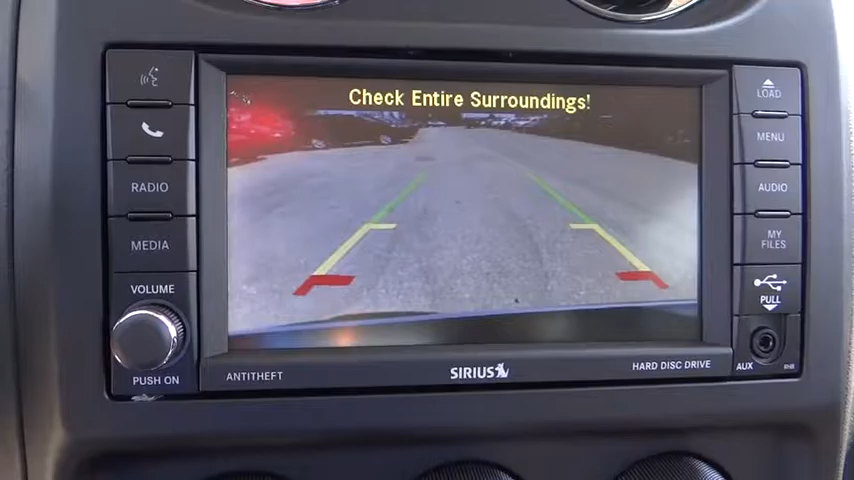 Check Entire Surroundings!
RADIO
MEDIA
VOLUME
PUSH ON
LOAD
MENU
AUDIO
MY
FILES
PULL
AUX
RHR
ANTITHEFT
SIRIUS
HARD DISC DRIVE